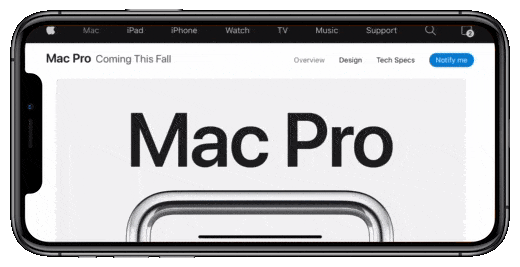 Mac iPad iPhone Watch TV Music Support 2
Mac Pro Coming This Fall Overview Design Tech Specs Notify me
Mac Pro